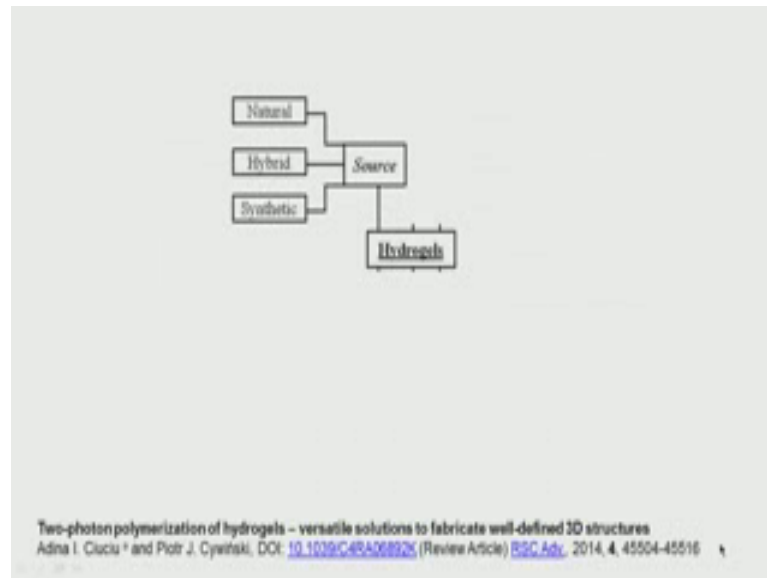 Natural
Hybrid
Source
Synthetic
Hydrogels
Two-photon polymerization of hydrogels – versatile solutions to fabricate well-defined 3D structures
Adina I. Ciuciu and Piotr J. Cywiński, DOI: 10.1039/C4RA06892K (Review Article) RSC Adv., 2014, 4, 45504-45516